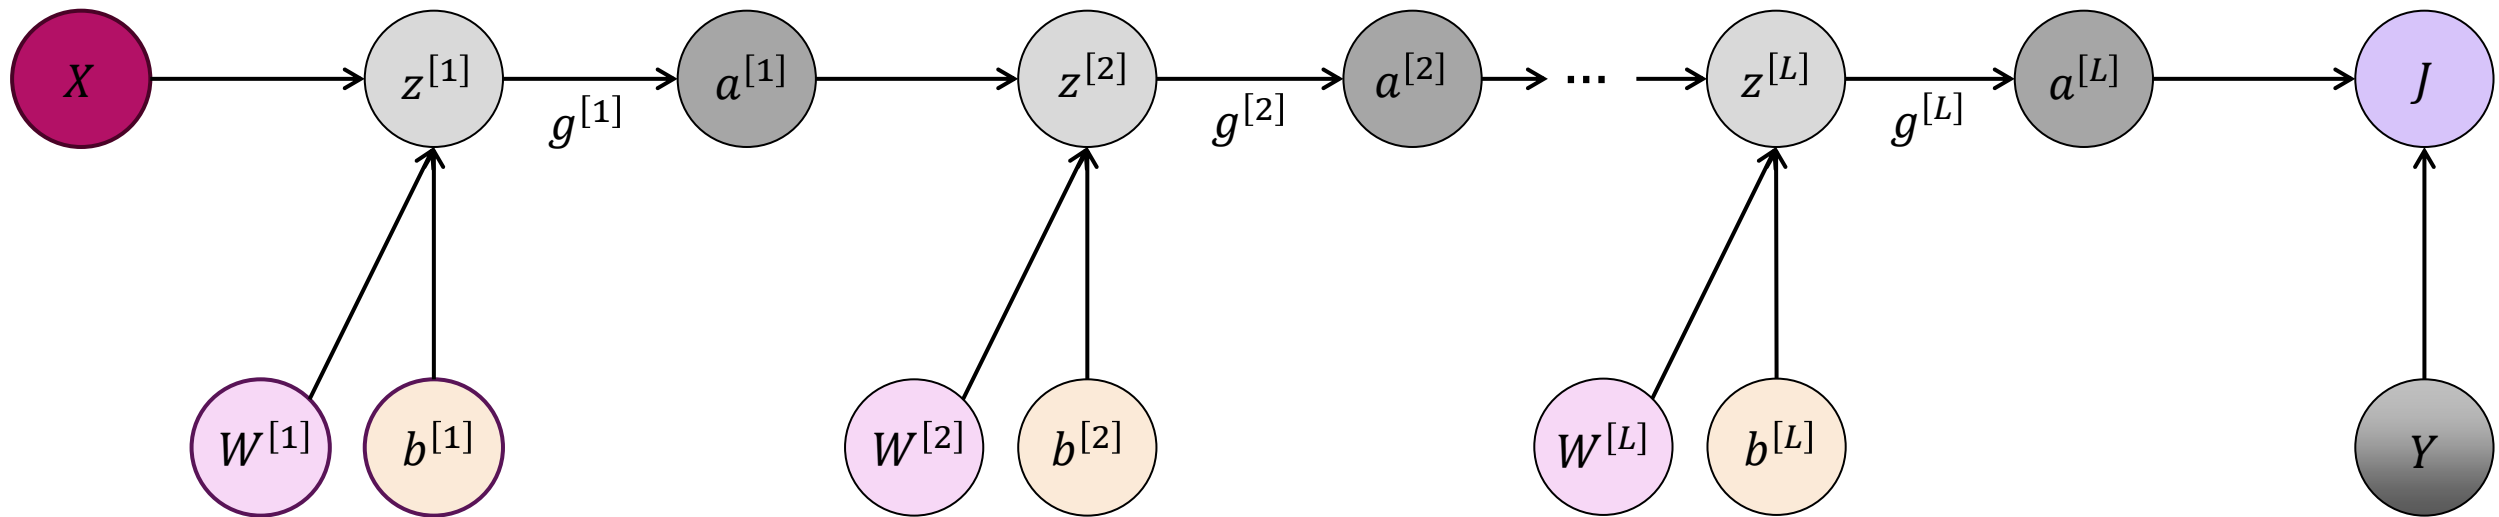 X z[1] a[1] z[2] a[2] ... z[L] a[L] J
g[1] g[2] g[L]
W[1] b[1] W[2] b[2] W[L] b[L] Y